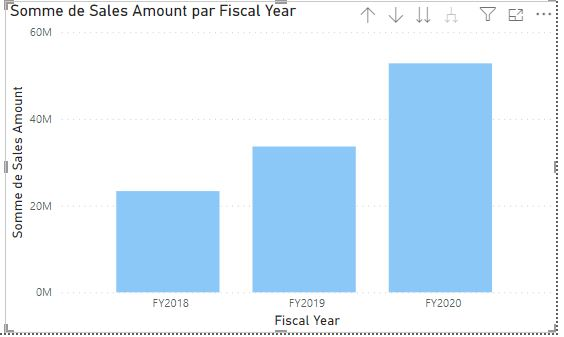 Somme de Sales Amount par Fiscal Year
60M
40M
20M
0M
Somme de Sales Amount
FY2018
FY2019
FY2020
Fiscal Year